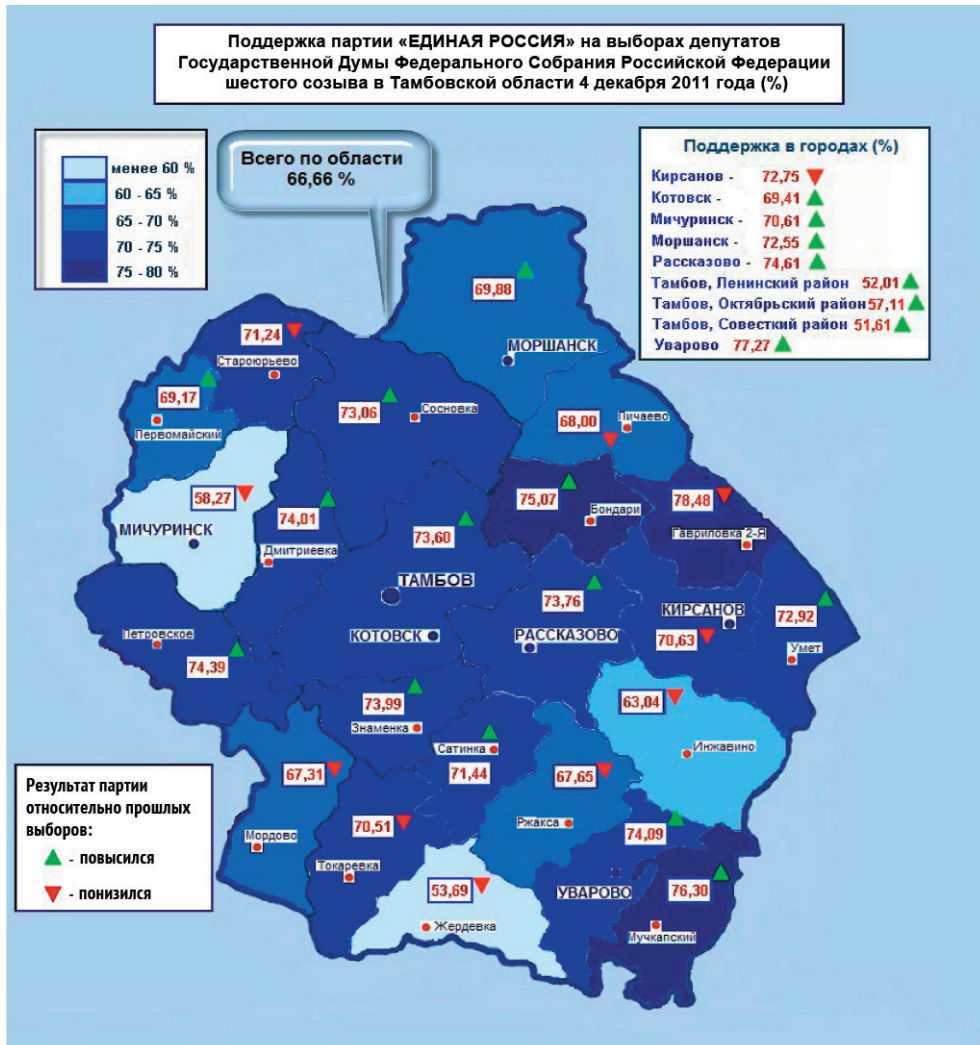 Поддержка партии «ЕДИНАЯ РОССИЯ» на выборах депутатов
Государственной Думы Федерального Собрания Российской Федерации
шестого созыва в Тамбовской области 4 декабря 2011 года (%)
менее 60 %
60 - 65 %
65 - 70 %
70 - 75 %
75 - 80 %
Всего по области
66,66 %
Поддержка в городах (%)
Кирсанов - 72,75
Котовск - 69,41
Мичуринск - 70,61
Моршанск - 72,55
Рассказово - 74,61
Тамбов, Ленинский район 52,01
Тамбов, Октябрьский район 57,11
Тамбов, Совесткий район 51,61
Уварово 77,27
69,88
МОРШАНСК
71,24
Староюрьево
69,17
Первомайский
73,06
Сосновка
68,00
Пичаево
58,27
МИЧУРИНСК
74,01
Дмитриевка
73,60
ТАМБОВ
КОТОВСК
75,07
Бондари
78,48
Гавриловка 2-Я
73,76
РАССКАЗОВО
КИРСАНОВ
70,63
72,92
Умет
Петровское
74,39
73,99
Знаменка
Сатинка
71,44
63,04
Инжавино
67,31
Мордово
70,51
Токаревка
67,65
Ржакса
74,09
УВАРОВО
53,69
Жердевка
76,30
Мучкапский
Результат партии
относительно прошлых
выборов:
- повысился
- понизился